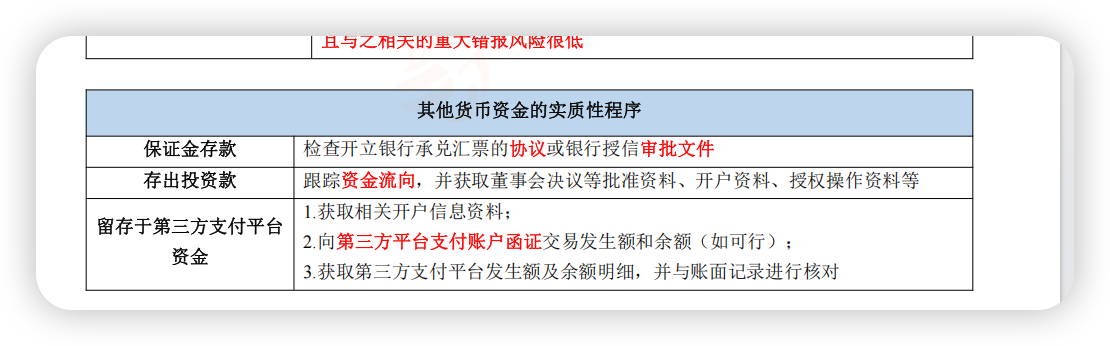 且与之相关的重大错报风险很低
其他货币资金的实质性程序
保证金存款
检查开立银行承兑汇票的协议或银行授信审批文件
存出投资款
跟踪资金流向，并获取董事会决议等批准资料、开户资料、授权操作资料等
留存于第三方支付平台
资金
1.获取相关开户信息资料；
2.向第三方平台支付账户函证交易发生额和余额（如可行）；
3.获取第三方支付平台发生额及余额明细，并与账面记录进行核对